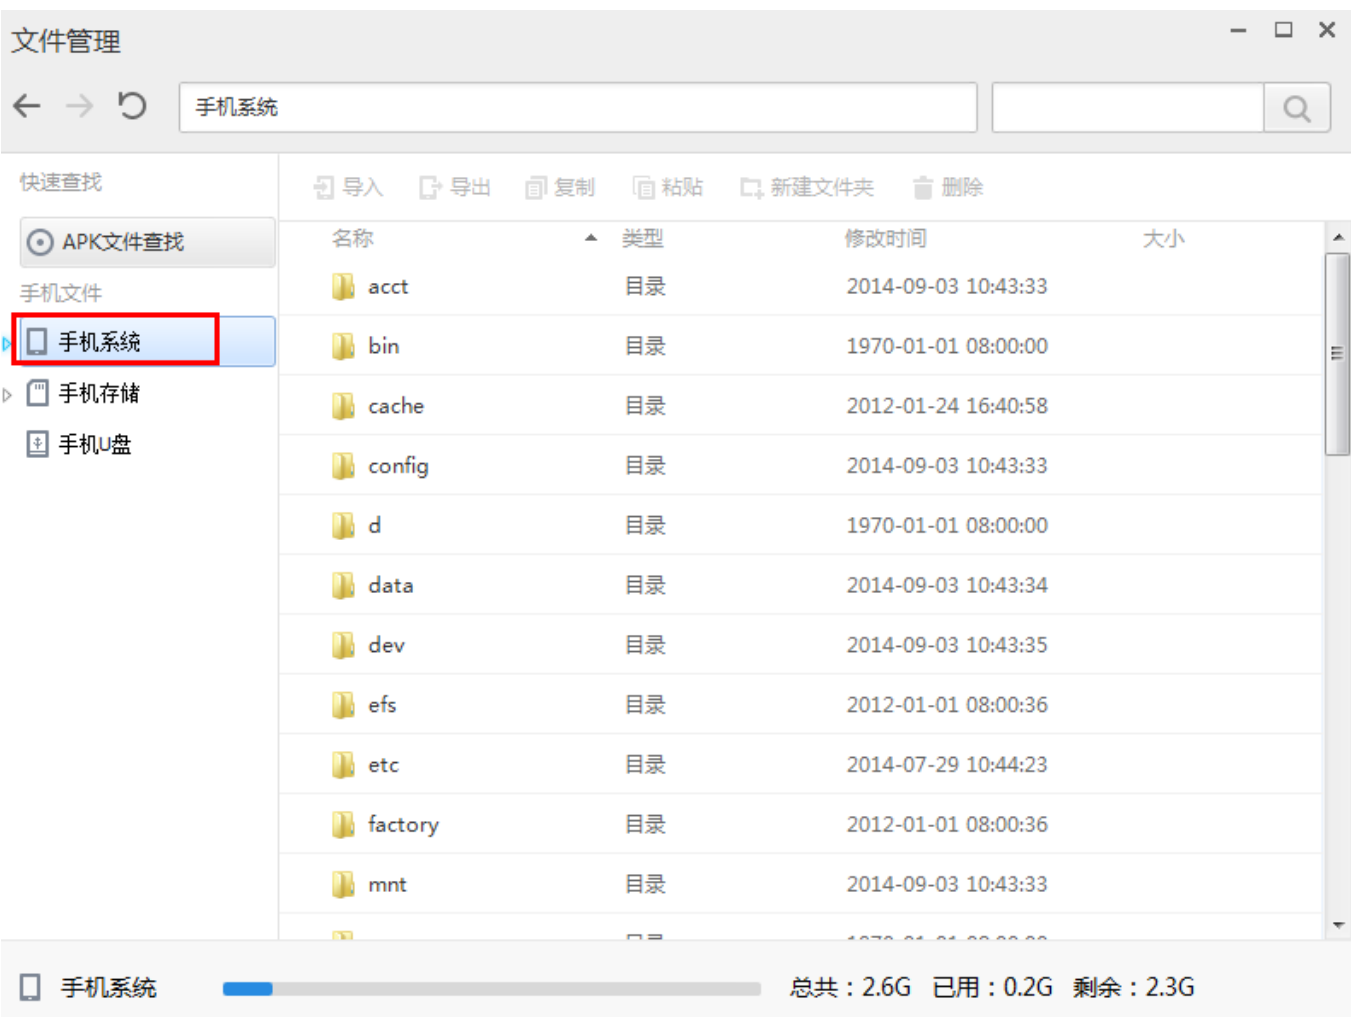 文件管理
手机系统
快速查找
导入 导出 复制 粘贴 新建文件夹 删除
APK文件查找
名称 类型 修改时间 大小
手机文件
acct 目录 2014-09-03 10:43:33
手机系统
bin 目录 1970-01-01 08:00:00
手机存储
cache 目录 2012-01-24 16:40:58
手机U盘
config 目录 2014-09-03 10:43:33
d 目录 1970-01-01 08:00:00
data 目录 2014-09-03 10:43:34
dev 目录 2014-09-03 10:43:35
efs 目录 2012-01-01 08:00:36
etc 目录 2014-07-29 10:44:23
factory 目录 2012-01-01 08:00:36
mnt 目录 2014-09-03 10:43:33
手机系统 总共：2.6G 已用：0.2G 剩余：2.3G